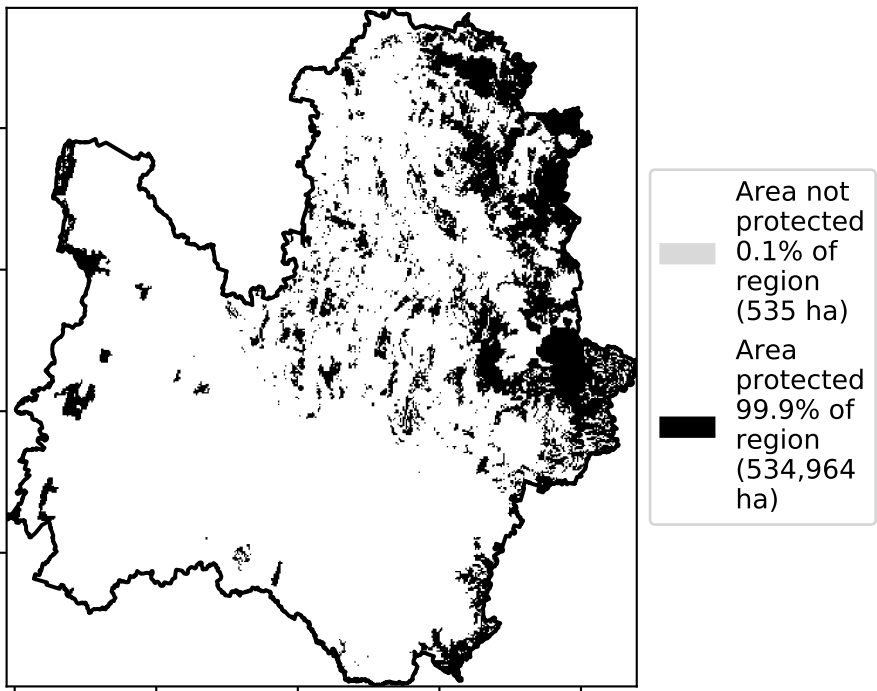 Area not
protected
0.1% of
region
(535 ha)
Area
protected
99.9% of
region
(534,964
ha)